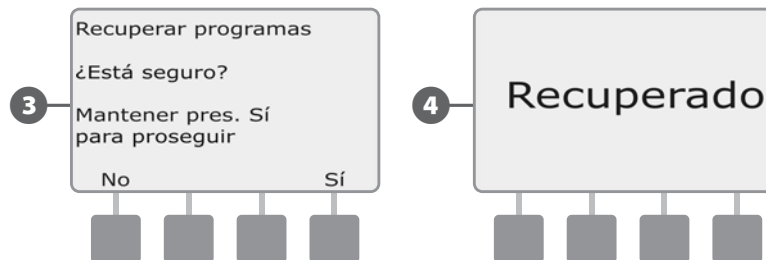 3
Recuperar programas
¿Está seguro?
Mantener pres. Sí
para proseguir
No Sí
4
Recuperado